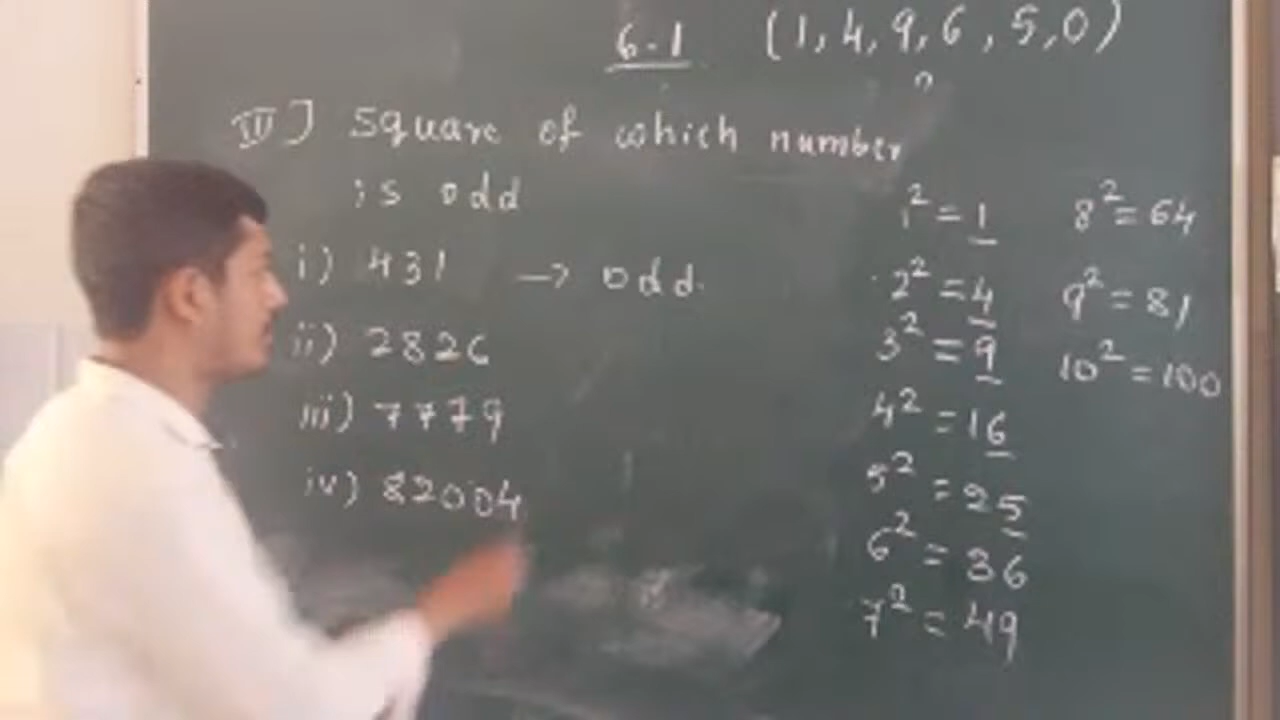 6.1 (1, 4, 9, 6, 5, 0)
III] Square of which number
is odd
i) 431 → odd.
ii) 2826
iii) 7779
iv) 82004
1² = 1
2² = 4
3² = 9
4² = 16
5² = 25
6² = 36
7² = 49
8² = 64
9² = 81
10² = 100